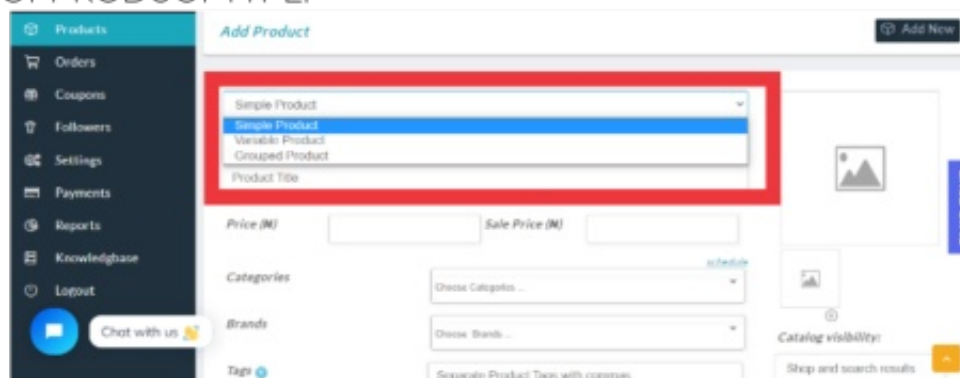 Products
Orders
Coupons
Followers
Settings
Payments
Reports
Knowledgbase
Logout
Chat with us 👋
Add Product
Add New
Simple Product
Simple Product
Variable Product
Grouped Product
Product Title
Price (₦)
Sale Price (₦)
schedule
Categories
Choose Categories ...
Brands
Choose Brands ...
Tags
Separate Product Tags with commas
Catalog visibility:
Shop and search results